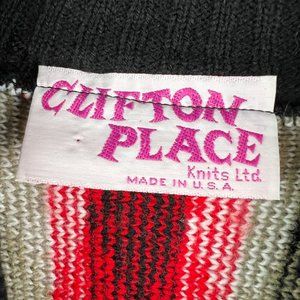 CLIFTON
PLACE
Knits Ltd.
MADE IN U.S.A.